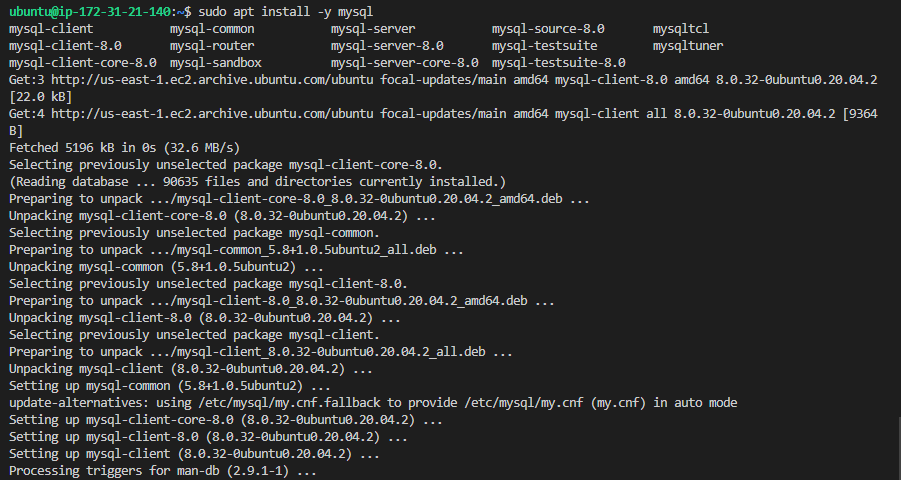 ubuntu@ip-172-31-21-140:~$ sudo apt install -y mysql
mysql-client mysql-common mysql-server mysql-source-8.0 mysqltcl
mysql-client-8.0 mysql-router mysql-server-8.0 mysql-testsuite mysqltuner
mysql-client-core-8.0 mysql-sandbox mysql-server-core-8.0 mysql-testsuite-8.0
Get:3 http://us-east-1.ec2.archive.ubuntu.com/ubuntu focal-updates/main amd64 mysql-client-8.0 amd64 8.0.32-0ubuntu0.20.04.2
[22.0 kB]
Get:4 http://us-east-1.ec2.archive.ubuntu.com/ubuntu focal-updates/main amd64 mysql-client all 8.0.32-0ubuntu0.20.04.2 [9364
B]
Fetched 5196 kB in 0s (32.6 MB/s)
Selecting previously unselected package mysql-client-core-8.0.
(Reading database ... 90635 files and directories currently installed.)
Preparing to unpack .../mysql-client-core-8.0_8.0.32-0ubuntu0.20.04.2_amd64.deb ...
Unpacking mysql-client-core-8.0 (8.0.32-0ubuntu0.20.04.2) ...
Selecting previously unselected package mysql-common.
Preparing to unpack .../mysql-common_5.8+1.0.5ubuntu2_all.deb ...
Unpacking mysql-common (5.8+1.0.5ubuntu2) ...
Selecting previously unselected package mysql-client-8.0.
Preparing to unpack .../mysql-client-8.0_8.0.32-0ubuntu0.20.04.2_amd64.deb ...
Unpacking mysql-client-8.0 (8.0.32-0ubuntu0.20.04.2) ...
Selecting previously unselected package mysql-client.
Preparing to unpack .../mysql-client_8.0.32-0ubuntu0.20.04.2_all.deb ...
Unpacking mysql-client (8.0.32-0ubuntu0.20.04.2) ...
Setting up mysql-common (5.8+1.0.5ubuntu2) ...
update-alternatives: using /etc/mysql/my.cnf.fallback to provide /etc/mysql/my.cnf (my.cnf) in auto mode
Setting up mysql-client-core-8.0 (8.0.32-0ubuntu0.20.04.2) ...
Setting up mysql-client-8.0 (8.0.32-0ubuntu0.20.04.2) ...
Setting up mysql-client (8.0.32-0ubuntu0.20.04.2) ...
Processing triggers for man-db (2.9.1-1) ...